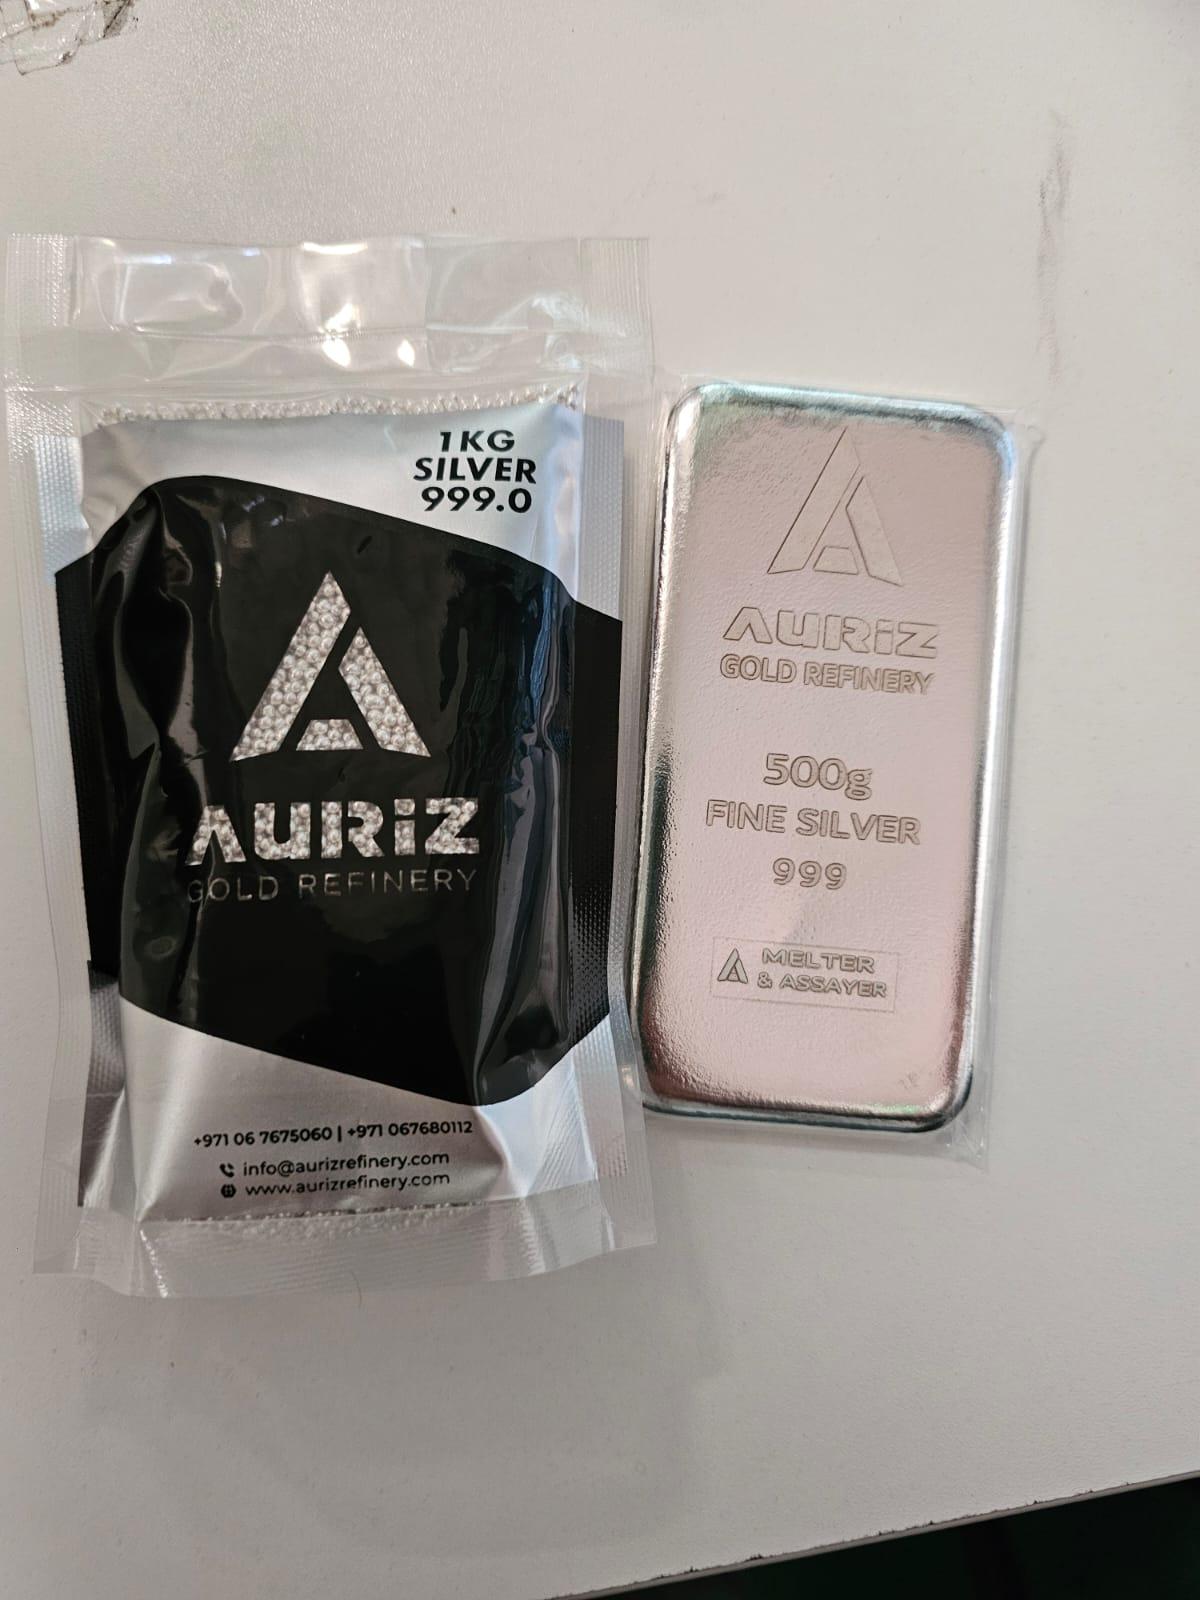 1KG
SILVER
999.0
AURiZ
GOLD REFINERY
+971 06 7675060 | +971 067680112
info@aurizrefinery.com
www.aurizrefinery.com
AURiZ
GOLD REFINERY
500g
FINE SILVER
999
MELTER
& ASSAYER